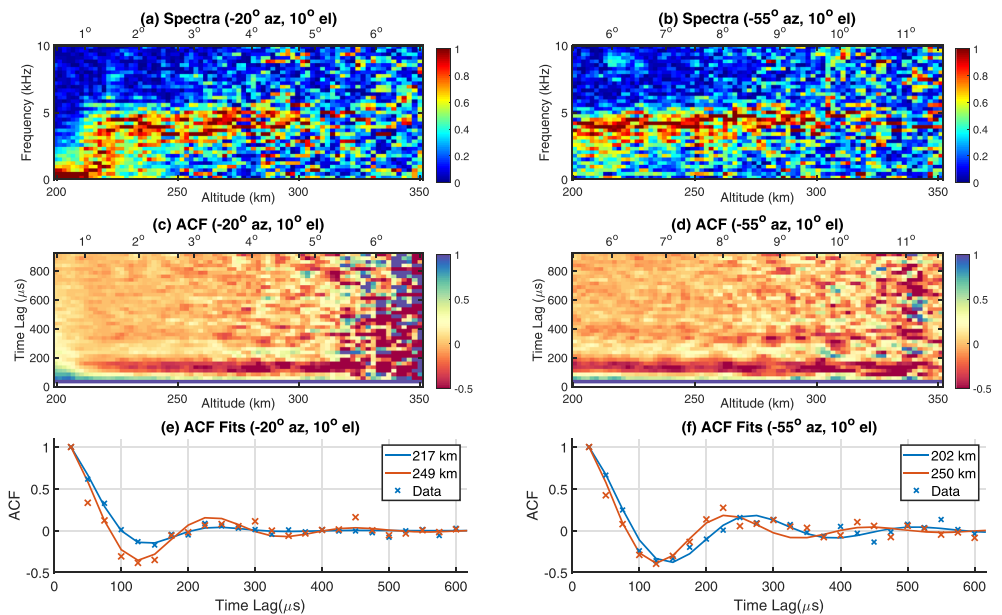 (a) Spectra (-20° az, 10° el)
1° 2° 3° 4° 5° 6°
10
5
0
Frequency (kHz)
200 250 300 350
Altitude (km)
1
0.8
0.6
0.4
0.2
0
(b) Spectra (-55° az, 10° el)
6° 7° 8° 9° 10° 11°
10
5
0
Frequency (kHz)
200 250 300 350
Altitude (km)
1
0.8
0.6
0.4
0.2
0
(c) ACF (-20° az, 10° el)
1° 2° 3° 4° 5° 6°
800
600
400
200
0
Time Lag (μs)
200 250 300 350
Altitude (km)
1
0.5
0
-0.5
(d) ACF (-55° az, 10° el)
6° 7° 8° 9° 10° 11°
800
600
400
200
0
Time Lag (μs)
200 250 300 350
Altitude (km)
1
0.5
0
-0.5
(e) ACF Fits (-20° az, 10° el)
1
0.5
0
-0.5
ACF
217 km
249 km
Data
0 100 200 300 400 500 600
Time Lag(μs)
(f) ACF Fits (-55° az, 10° el)
1
0.5
0
-0.5
ACF
202 km
250 km
Data
0 100 200 300 400 500 600
Time Lag(μs)